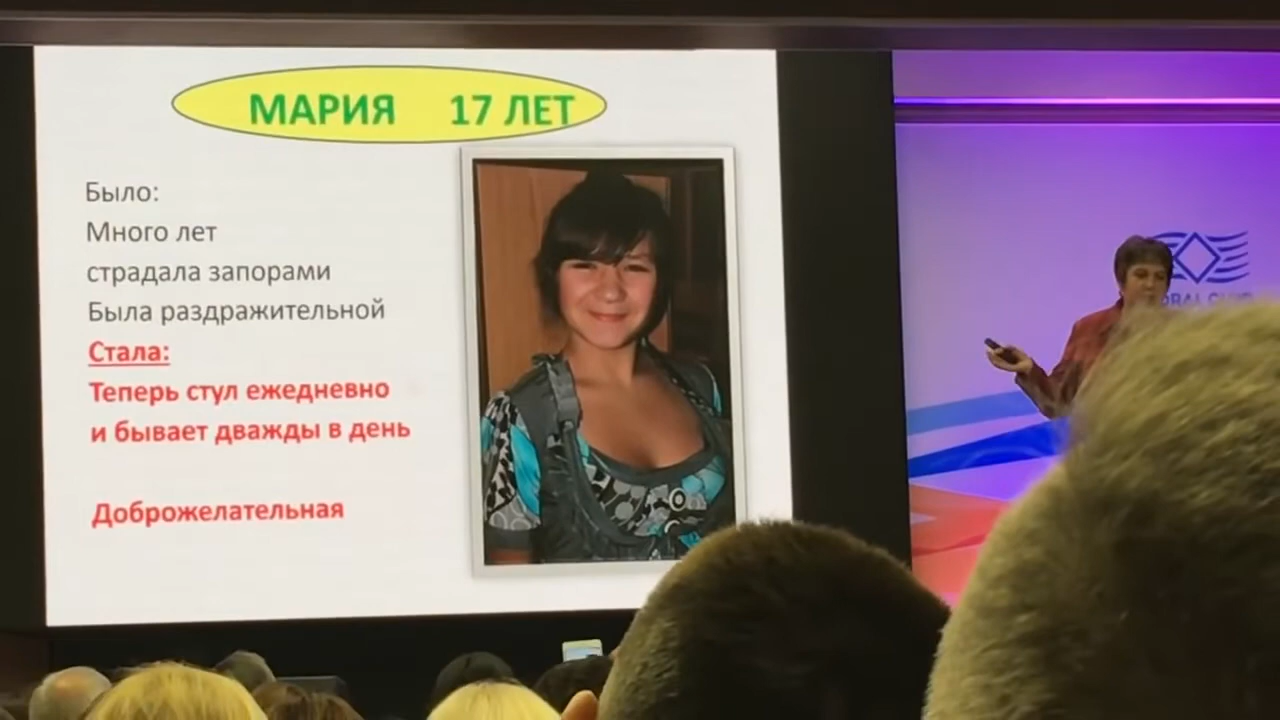 МАРИЯ 17 ЛЕТ
Было:
Много лет
страдала запорами
Была раздражительной
Стала:
Теперь стул ежедневно
и бывает дважды в день
Доброжелательная